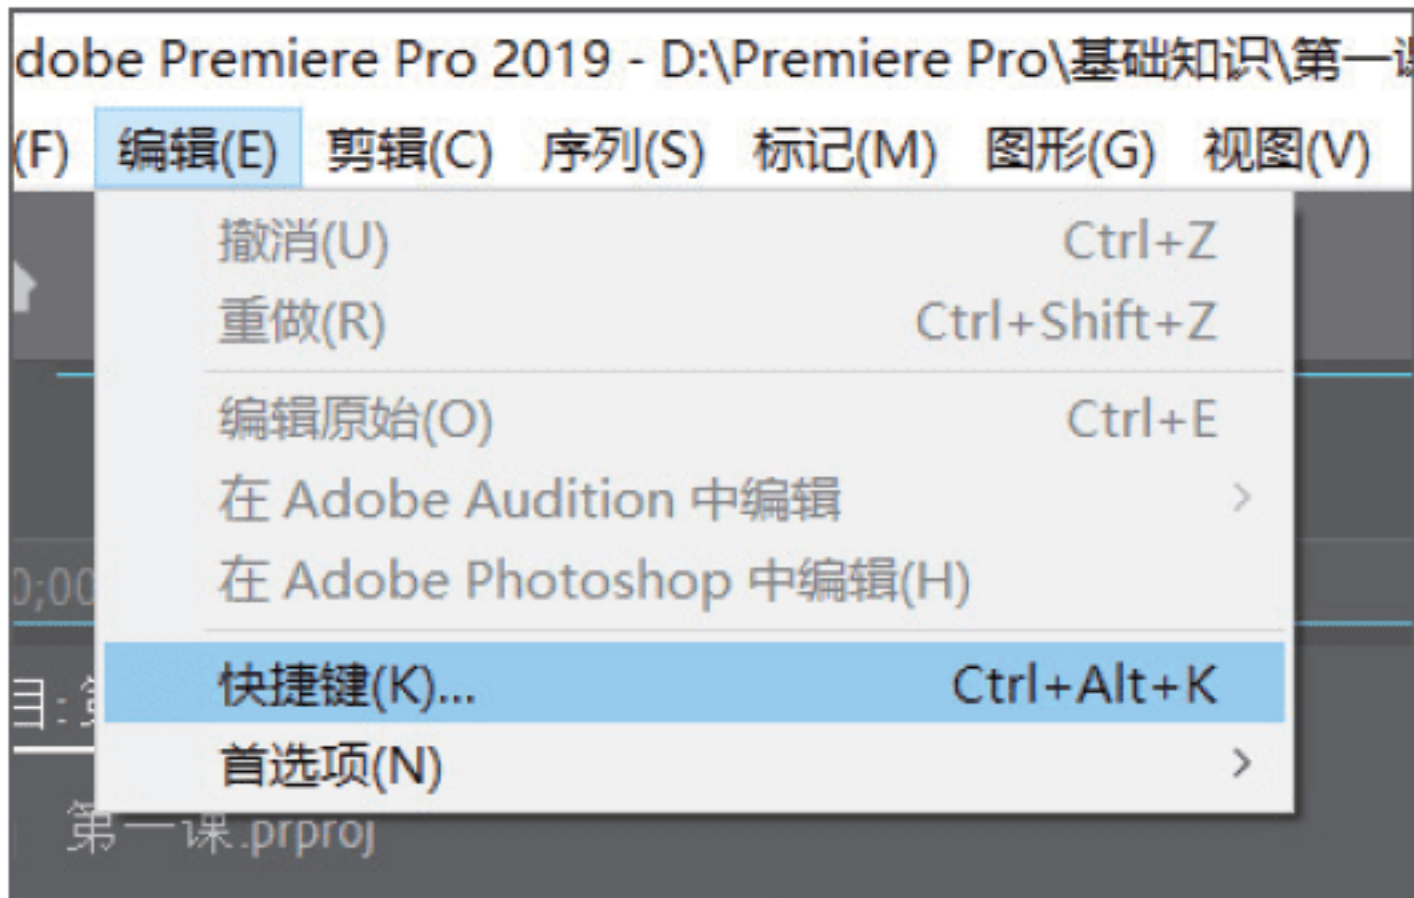 dobe Premiere Pro 2019 - D:\Premiere Pro\基础知识\第一
(F) 编辑(E) 剪辑(C) 序列(S) 标记(M) 图形(G) 视图(V)
撤消(U) Ctrl+Z
重做(R) Ctrl+Shift+Z
编辑原始(O) Ctrl+E
在 Adobe Audition 中编辑 >
在 Adobe Photoshop 中编辑(H)
0;00
快捷键(K)... Ctrl+Alt+K
目:
首选项(N) >
第一课.prproj